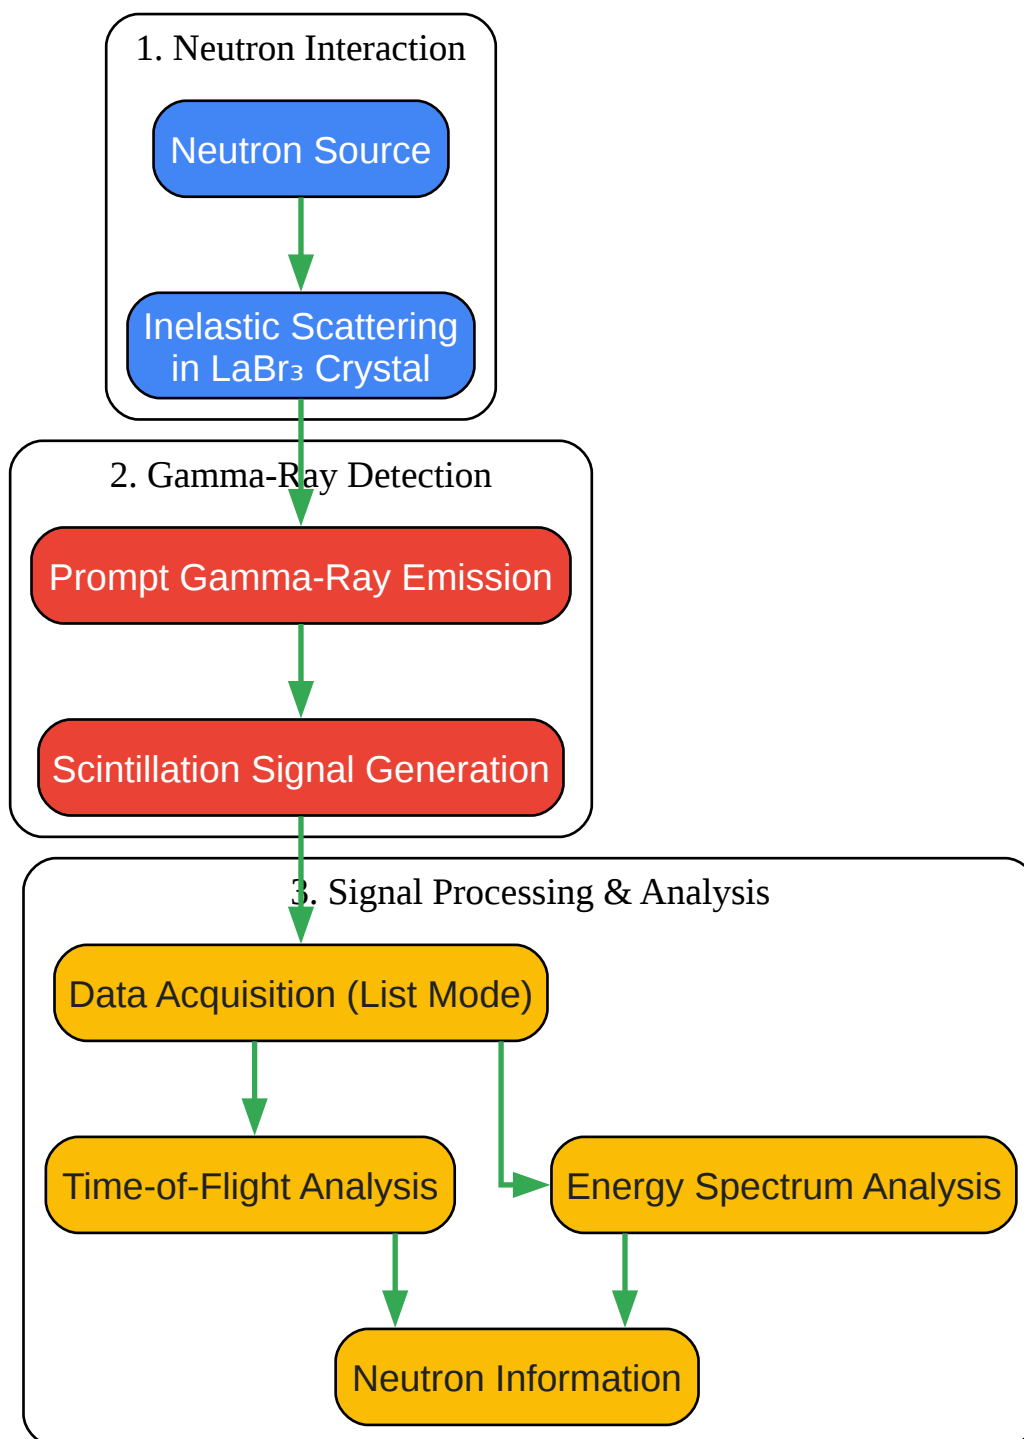 1. Neutron Interaction
Neutron Source
Inelastic Scattering
in LaBr₃ Crystal
2. Gamma-Ray Detection
Prompt Gamma-Ray Emission
Scintillation Signal Generation
3. Signal Processing & Analysis
Data Acquisition (List Mode)
Time-of-Flight Analysis
Energy Spectrum Analysis
Neutron Information